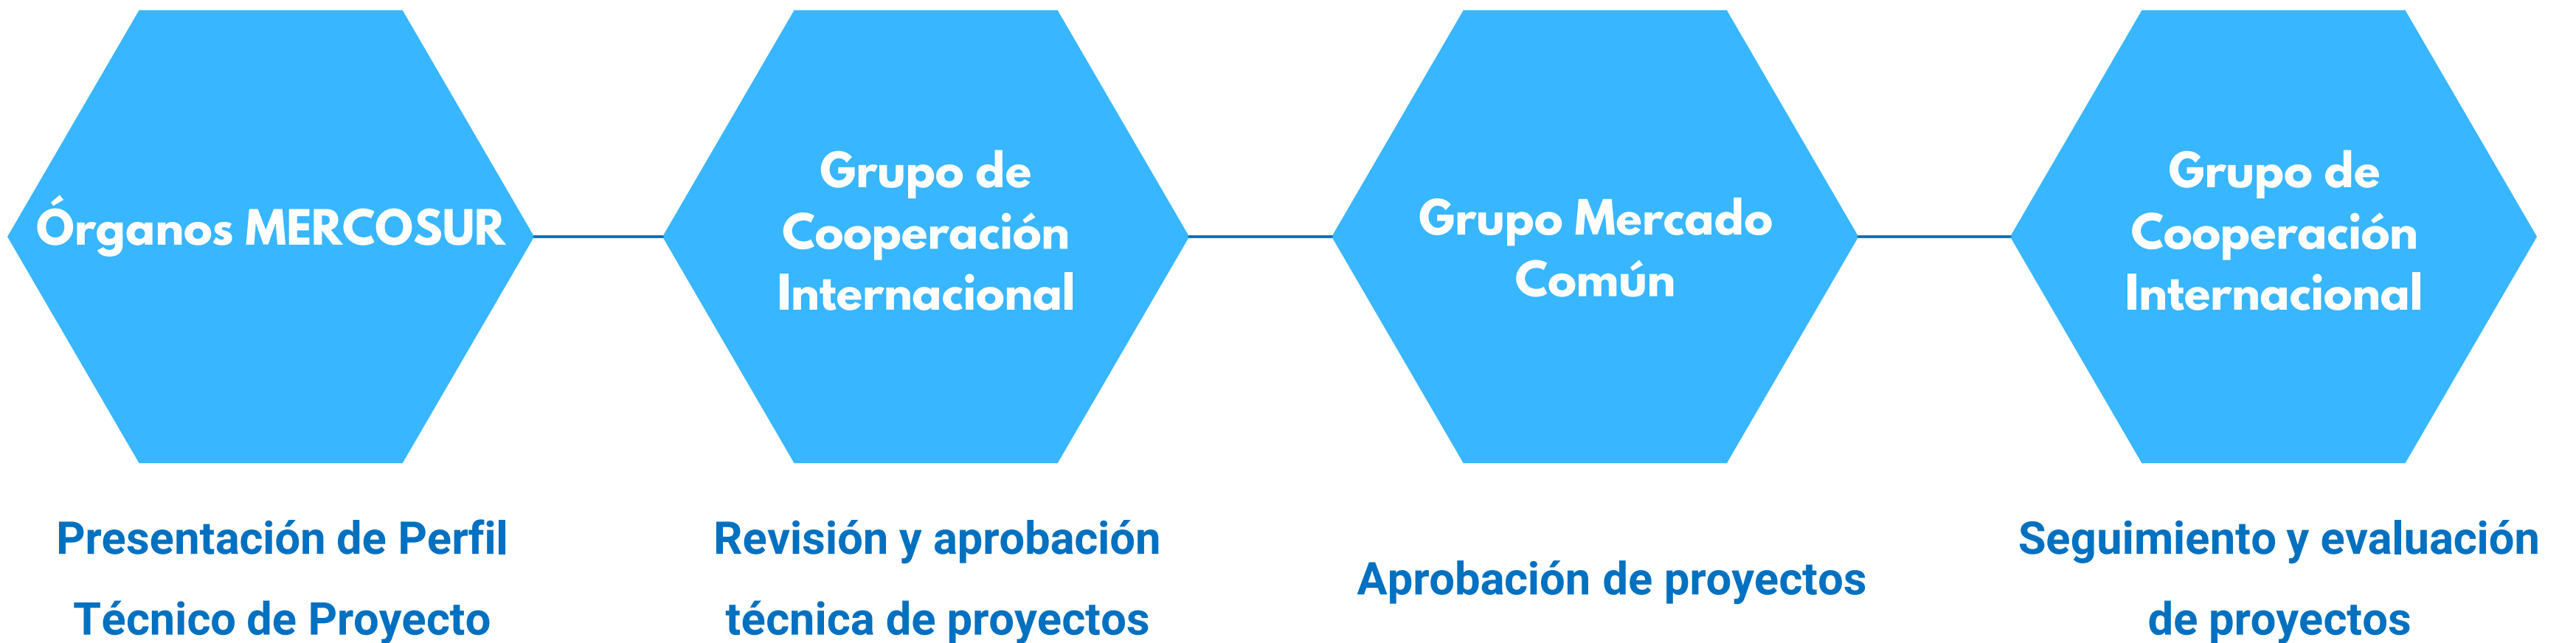 Órganos MERCOSUR
Grupo de
Cooperación
Internacional
Grupo Mercado
Común
Grupo de
Cooperación
Internacional
Presentación de Perfil
Técnico de Proyecto
Revisión y aprobación
técnica de proyectos
Aprobación de proyectos
Seguimiento y evaluación
de proyectos